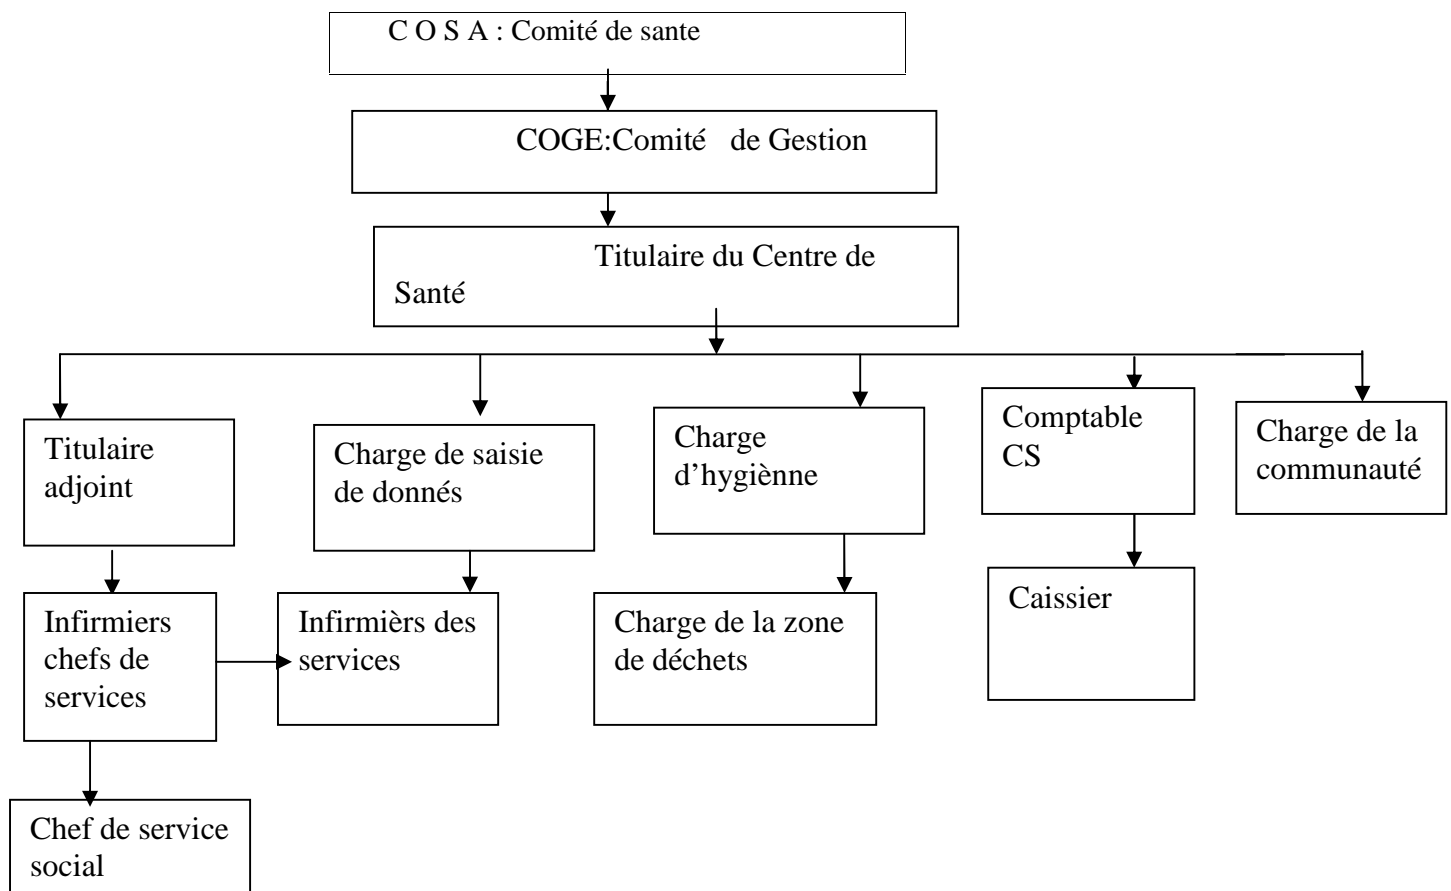 C O S A : Comité de sante
COGE:Comité de Gestion
Titulaire du Centre de
Santé
Titulaire
adjoint
Charge de saisie
de donnés
Charge
d’hygiènne
Comptable
CS
Charge de la
communauté
Infirmiers
chefs de
services
Infirmièrs des
services
Charge de la zone
de déchets
Caissier
Chef de service
social